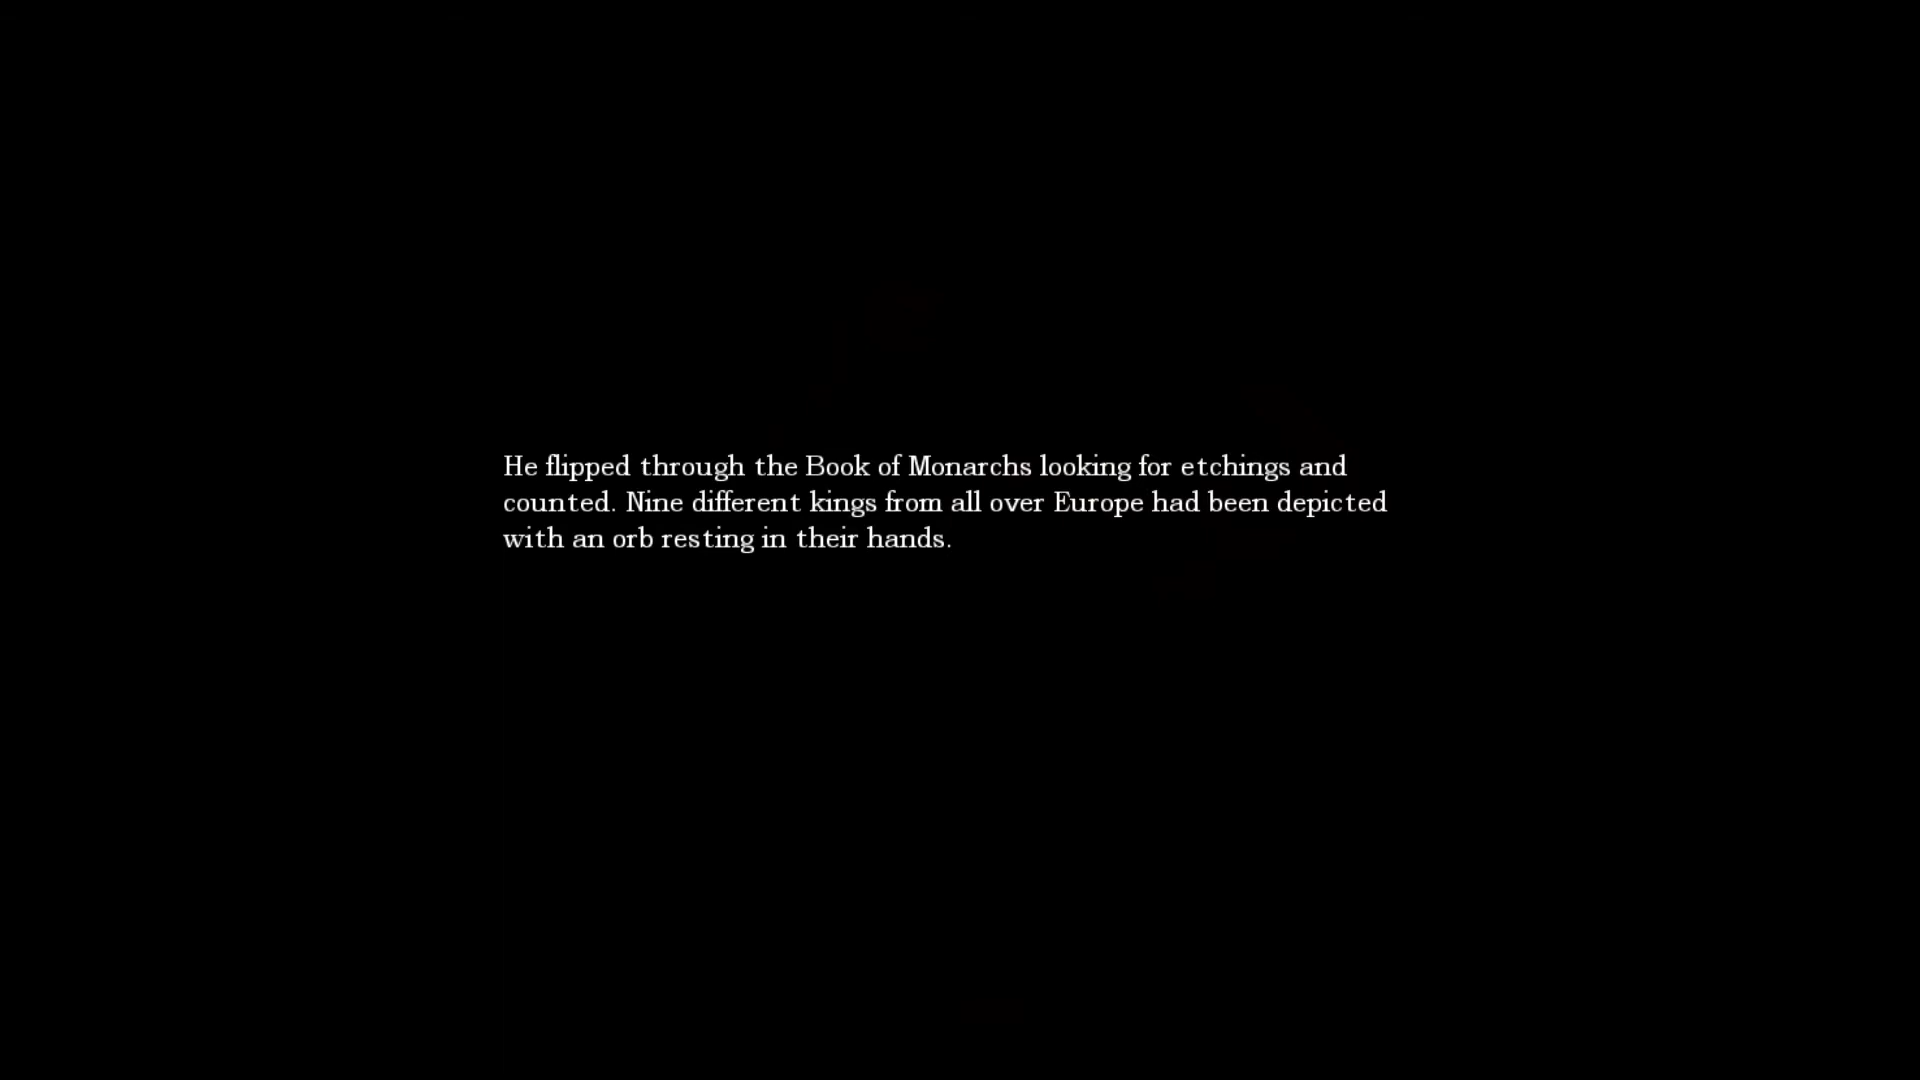 He flipped through the Book of Monarchs looking for etchings and
counted. Nine different kings from all over Europe had been depicted
with an orb resting in their hands.